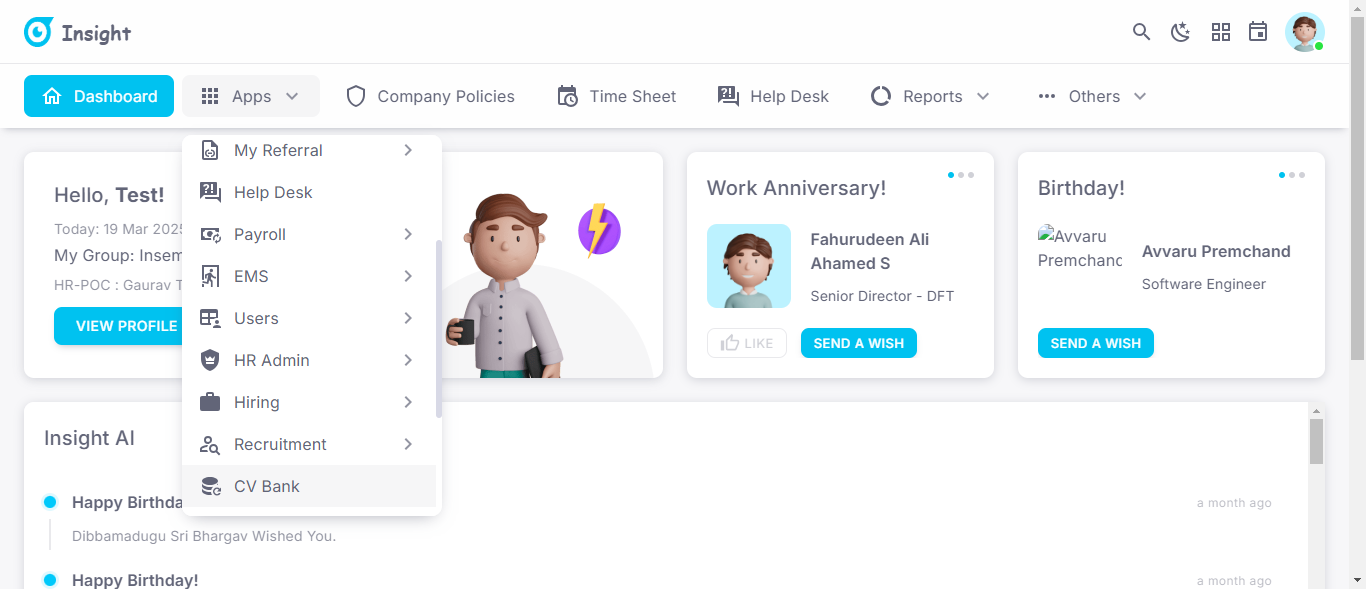 Insight
Dashboard
Apps
Company Policies
Time Sheet
Help Desk
Reports
Others
My Referral
Help Desk
Payroll
EMS
Users
HR Admin
Hiring
Recruitment
CV Bank
Hello, Test!
Today: 19 Mar 2025
My Group: Insem
HR-POC : Gaurav T
VIEW PROFILE
Work Anniversary!
Fahurudeen Ali
Ahamed S
Senior Director - DFT
LIKE
SEND A WISH
Birthday!
Avvaru
Premchand
Avvaru Premchand
Software Engineer
SEND A WISH
Insight AI
Happy Birthda
a month ago
Dibbamadugu Sri Bhargav Wished You.
Happy Birthday!
a month ago